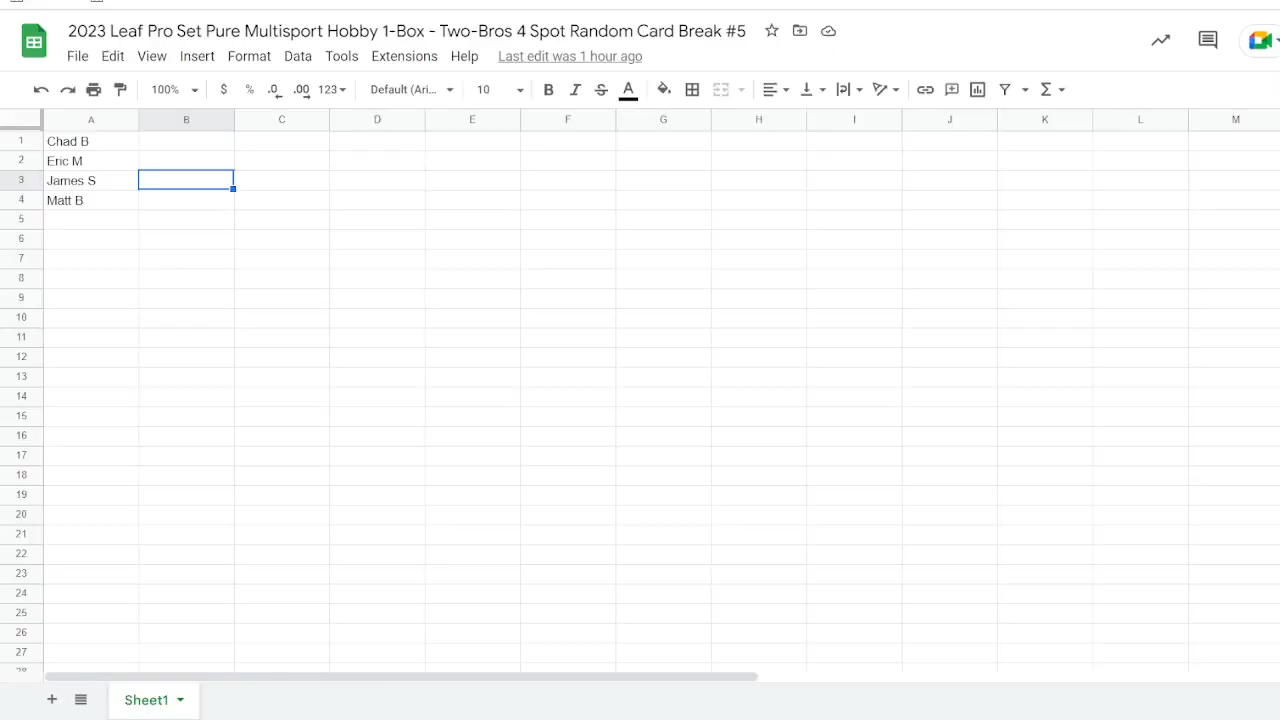 2023 Leaf Pro Set Pure Multisport Hobby 1-Box - Two-Bros 4 Spot Random Card Break #5
File Edit View Insert Format Data Tools Extensions Help Last edit was 1 hour ago
100% $ % .0 .00 123 Default (Ari... 10 B I S A Σ
A B C D E F G H I J K L M
1 Chad B
2 Eric M
3 James S
4 Matt B
5
6
7
8
9
10
11
12
13
14
15
16
17
18
19
20
21
22
23
24
25
26
27
28
+ Sheet1